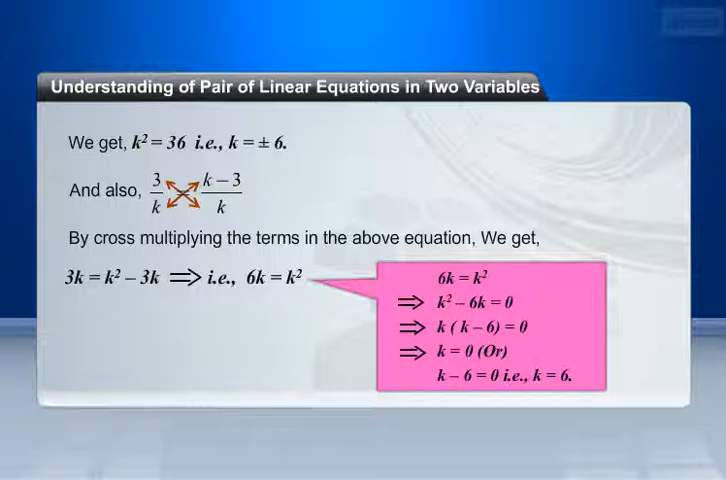 Understanding of Pair of Linear Equations in Two Variables
We get, k² = 36 i.e., k = ± 6.
And also, 3/k = (k – 3)/k
By cross multiplying the terms in the above equation, We get,
3k = k² – 3k ⟹ i.e., 6k = k²
6k = k²
⟹ k² – 6k = 0
⟹ k ( k – 6) = 0
⟹ k = 0 (Or)
k – 6 = 0 i.e., k = 6.